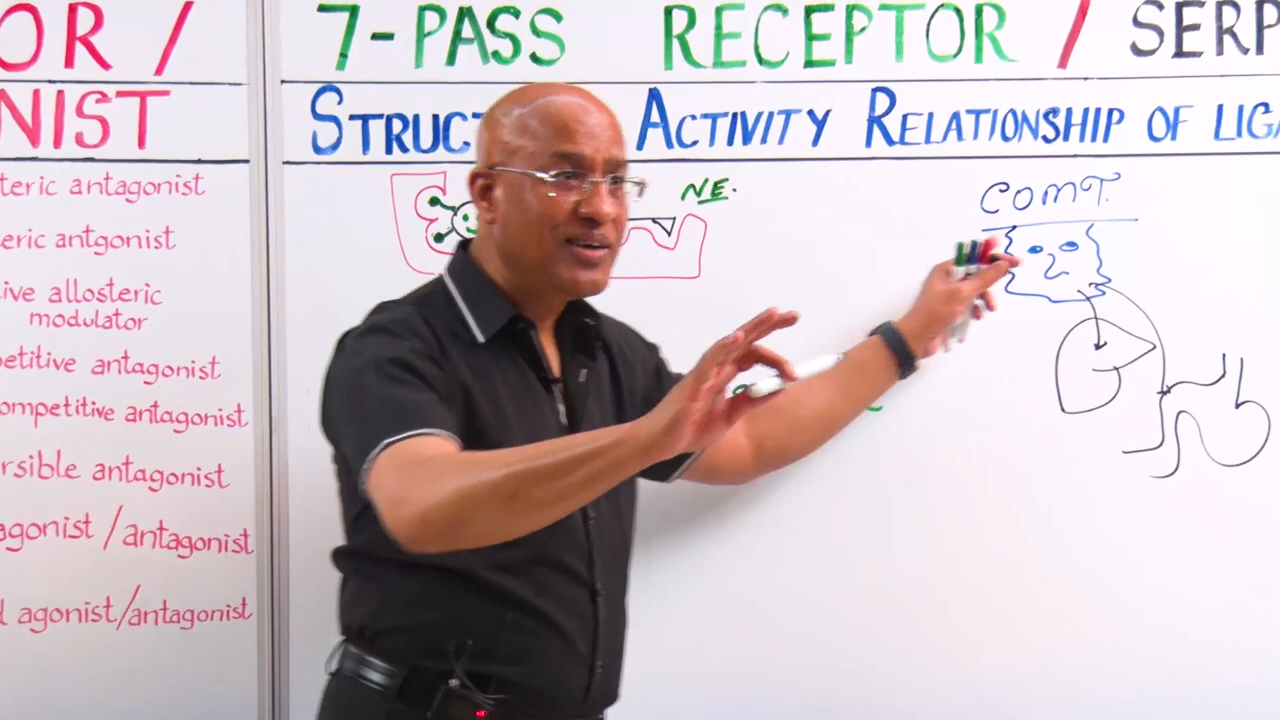 OR /
NIST
teric antagonist
eric antgonist
ive allosteric
modulator
etitive antagonist
ompetitive antagonist
rsible antagonist
agonist / antagonist
agonist/antagonist
7-PASS RECEPTOR / SERP
STRUCT ACTIVITY RELATIONSHIP OF LIGA
NE.
COMT.